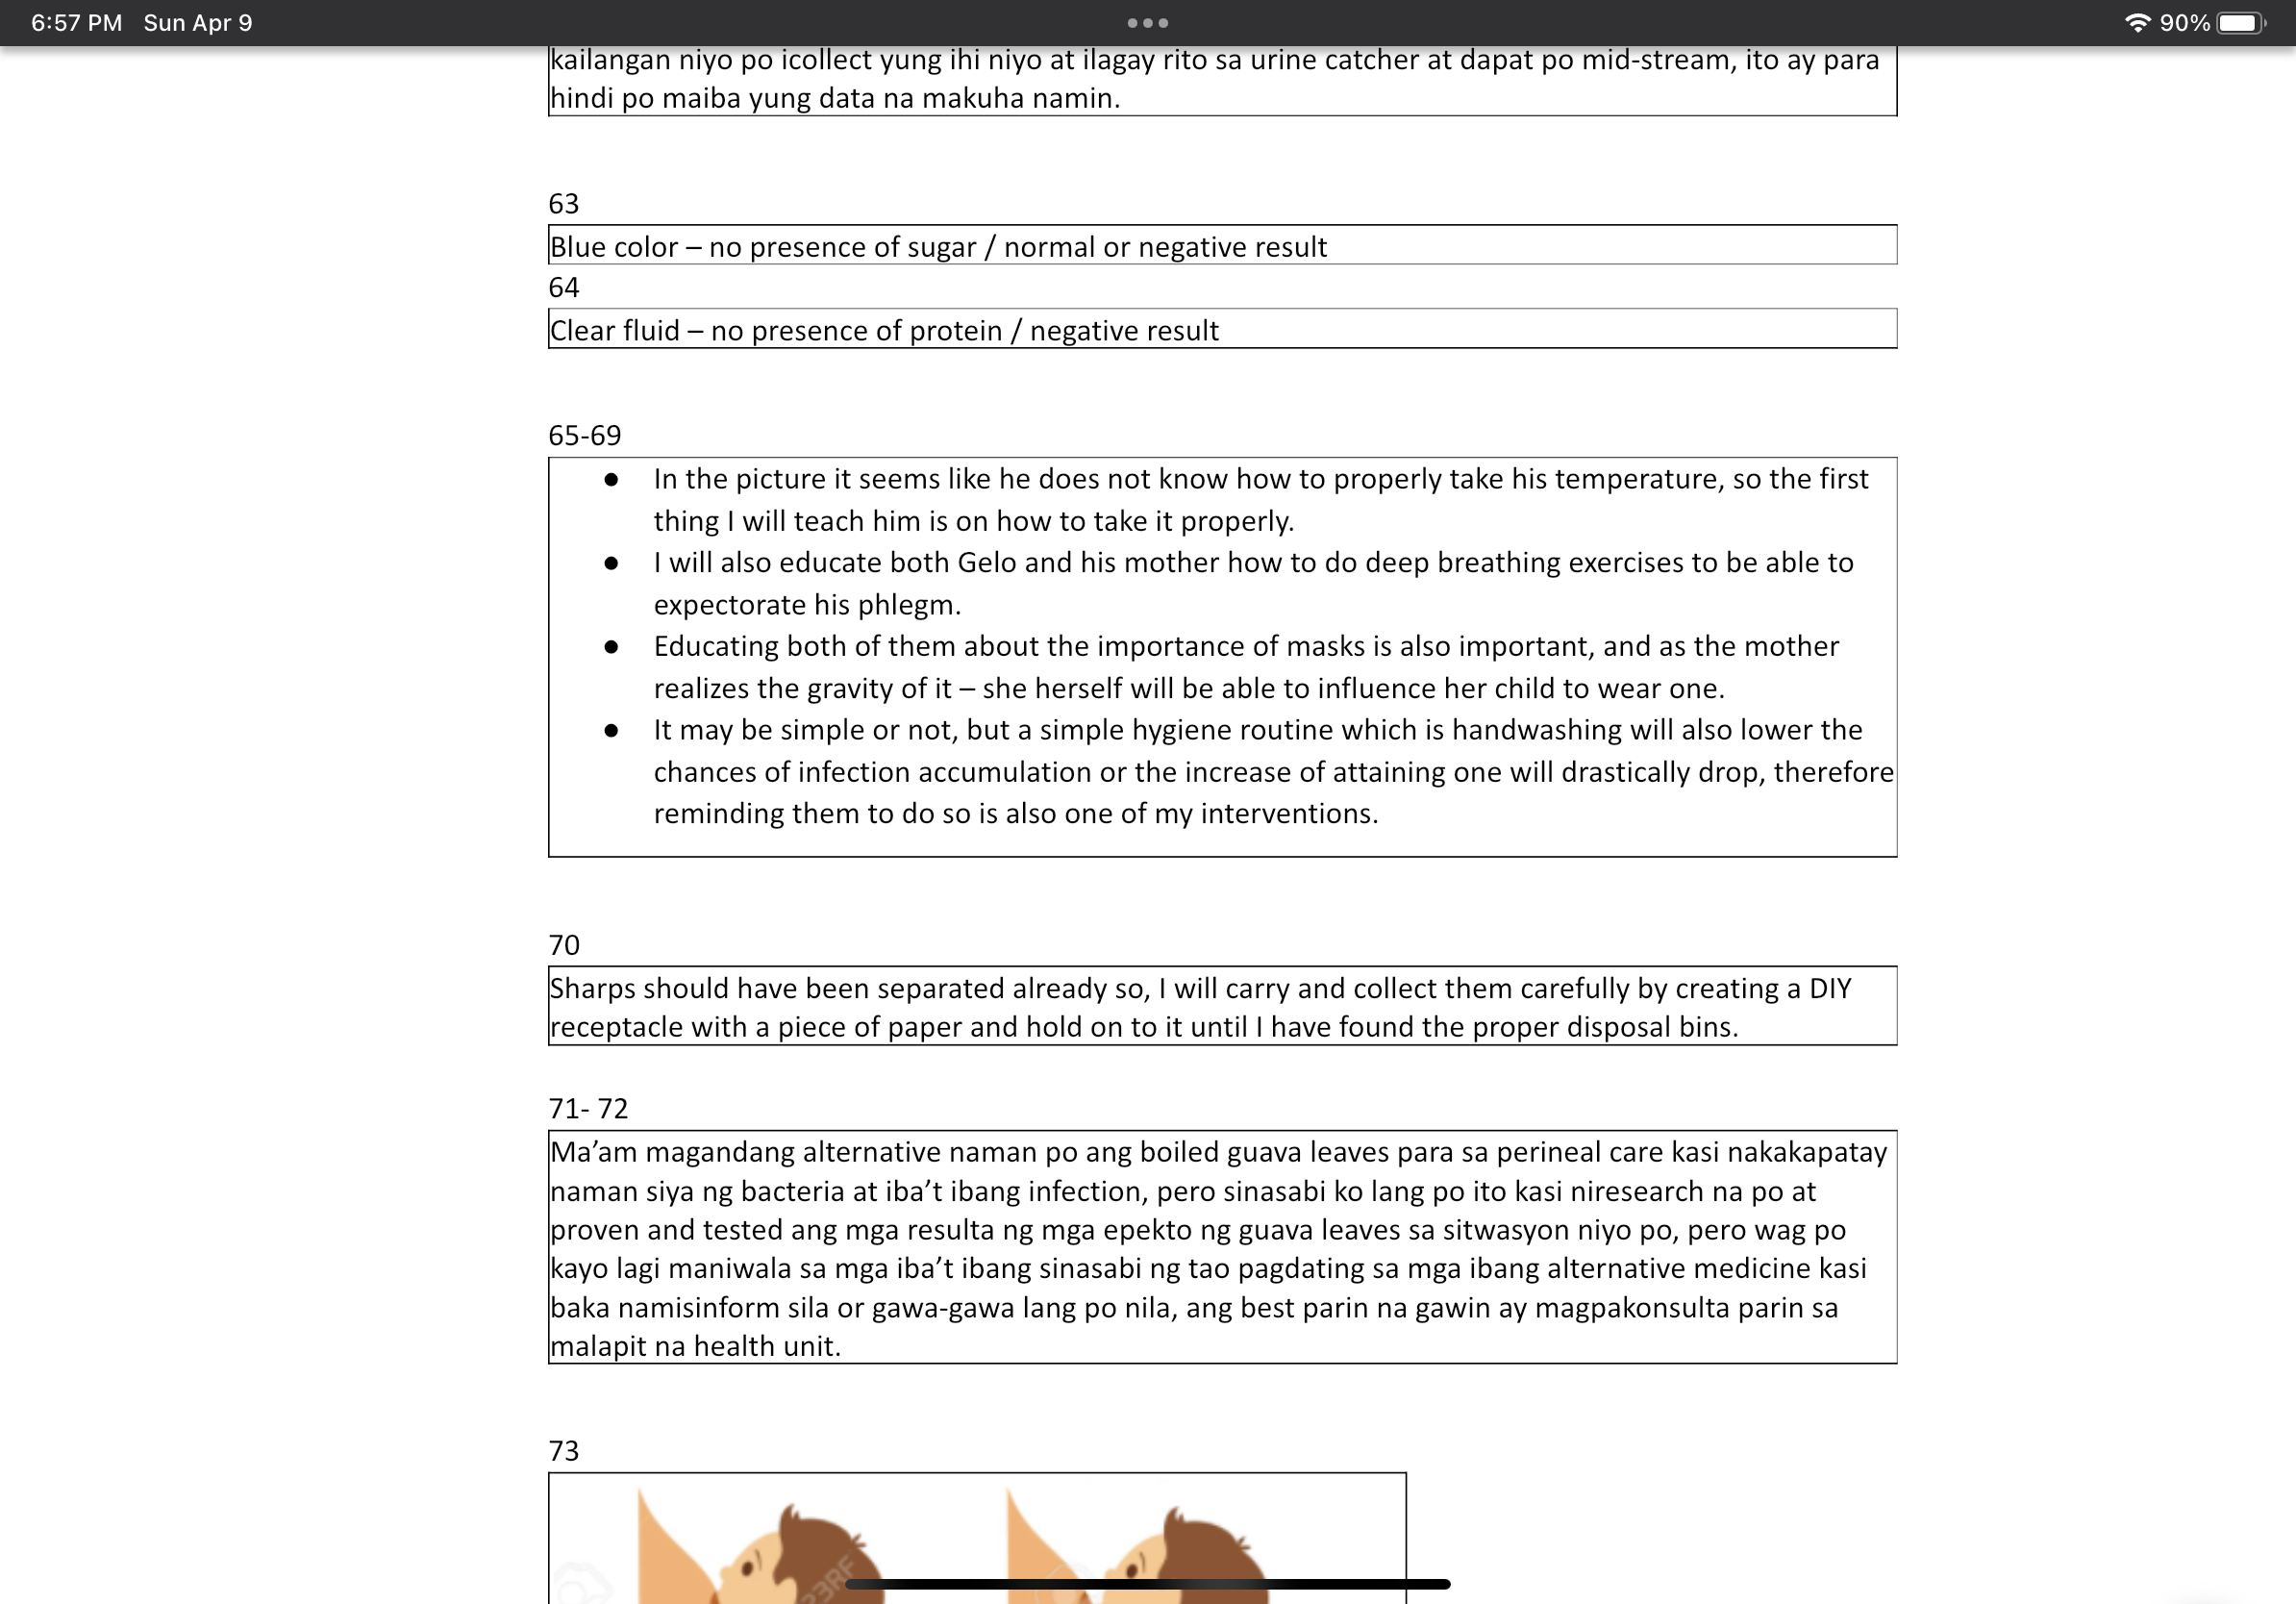 6:57 PM Sun Apr 9
90%
kailangan niyo po icollect yung ihi niyo at ilagay rito sa urine catcher at dapat po mid-stream, ito ay para
hindi po maiba yung data na makuha namin.
63
Blue color – no presence of sugar / normal or negative result
64
Clear fluid – no presence of protein / negative result
65-69
● In the picture it seems like he does not know how to properly take his temperature, so the first
thing I will teach him is on how to take it properly.
● I will also educate both Gelo and his mother how to do deep breathing exercises to be able to
expectorate his phlegm.
● Educating both of them about the importance of masks is also important, and as the mother
realizes the gravity of it – she herself will be able to influence her child to wear one.
● It may be simple or not, but a simple hygiene routine which is handwashing will also lower the
chances of infection accumulation or the increase of attaining one will drastically drop, therefore
reminding them to do so is also one of my interventions.
70
Sharps should have been separated already so, I will carry and collect them carefully by creating a DIY
receptacle with a piece of paper and hold on to it until I have found the proper disposal bins.
71- 72
Ma’am magandang alternative naman po ang boiled guava leaves para sa perineal care kasi nakakapatay
naman siya ng bacteria at iba’t ibang infection, pero sinasabi ko lang po ito kasi niresearch na po at
proven and tested ang mga resulta ng mga epekto ng guava leaves sa sitwasyon niyo po, pero wag po
kayo lagi maniwala sa mga iba’t ibang sinasabi ng tao pagdating sa mga ibang alternative medicine kasi
baka namisinform sila or gawa-gawa lang po nila, ang best parin na gawin ay magpakonsulta parin sa
malapit na health unit.
73